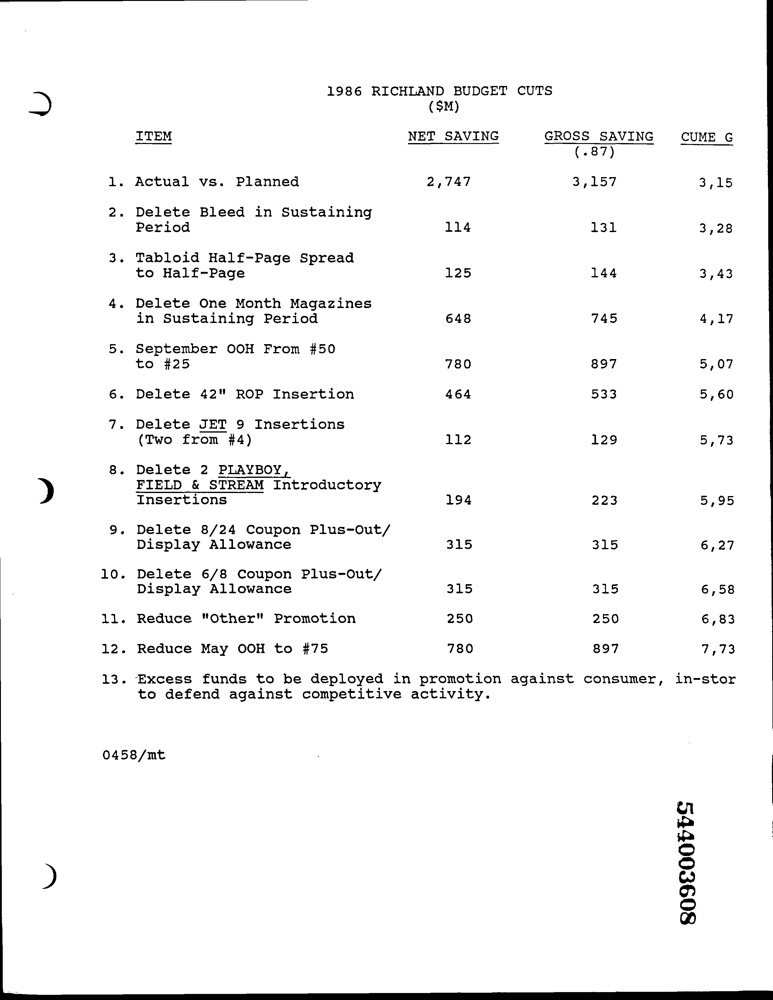 1986 RICHLAND BUDGET CUTS
($M)
ITEM NET SAVING GROSS SAVING CUME G
(.87)
1. Actual vs. Planned 2,747 3,157 3,15
2. Delete Bleed in Sustaining
Period 114 131 3,28
3. Tabloid Half-Page Spread
to Half-Page 125 144 3,43
4. Delete One Month Magazines
in Sustaining Period 648 745 4,17
5. September OOH From #50
to #25 780 897 5,07
6. Delete 42" ROP Insertion 464 533 5,60
7. Delete JET 9 Insertions
(Two from #4) 112 129 5,73
8. Delete 2 PLAYBOY,
FIELD & STREAM Introductory
Insertions 194 223 5,95
9. Delete 8/24 Coupon Plus-Out/
Display Allowance 315 315 6,27
10. Delete 6/8 Coupon Plus-Out/
Display Allowance 315 315 6,58
11. Reduce "Other" Promotion 250 250 6,83
12. Reduce May OOH to #75 780 897 7,73
13. Excess funds to be deployed in promotion against consumer, in-stor
to defend against competitive activity.
0458/mt
544003608